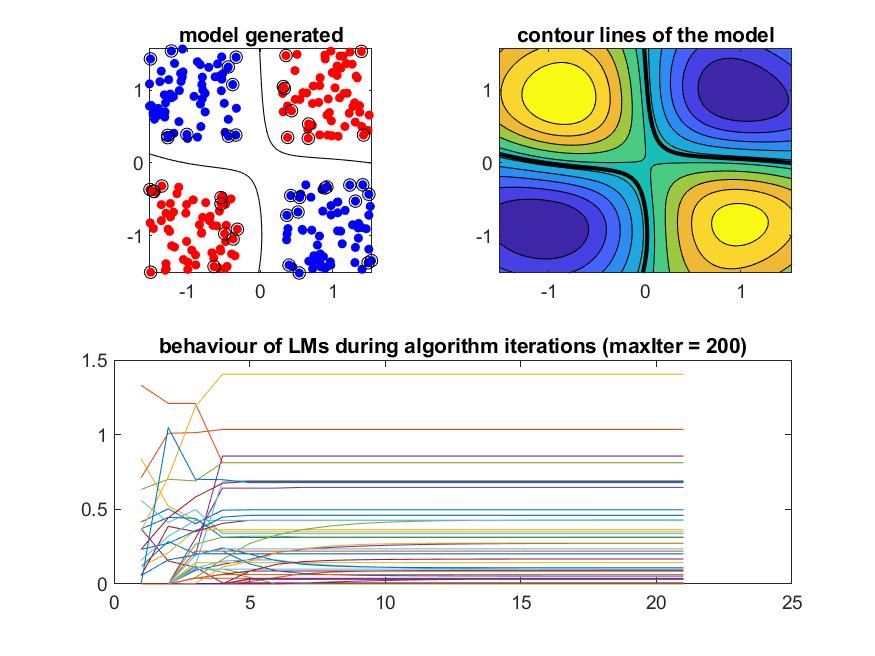 model generated
1
0
-1
-1 0 1
contour lines of the model
1
0
-1
-1 0 1
behaviour of LMs during algorithm iterations (maxIter = 200)
1.5
1
0.5
0
0 5 10 15 20 25